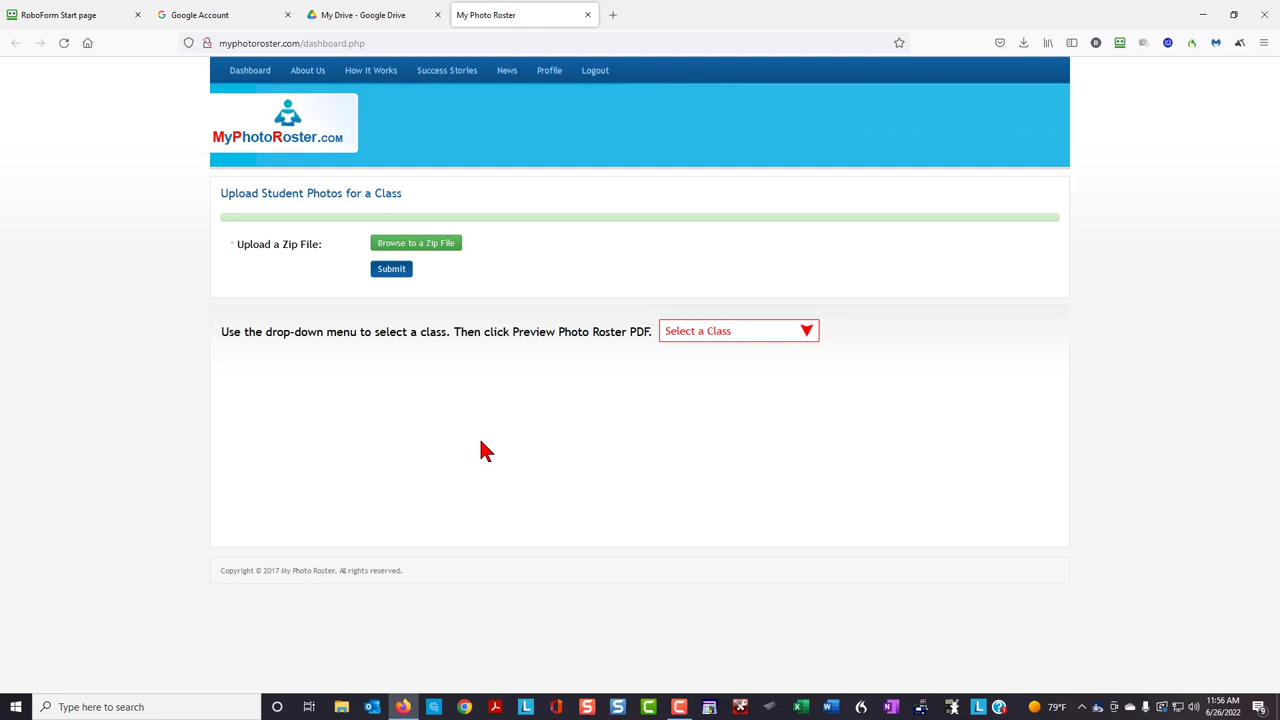 RoboForm Start page
Google Account
My Drive - Google Drive
My Photo Roster
myphotoroster.com/dashboard.php
Dashboard About Us How It Works Success Stories News Profile Logout
MyPhotoRoster.com
Upload Student Photos for a Class
* Upload a Zip File: Browse to a Zip File
Submit
Use the drop-down menu to select a class. Then click Preview Photo Roster PDF. Select a Class
Copyright © 2017 My Photo Roster. All rights reserved.
Type here to search
79°F
11:56 AM
6/26/2022